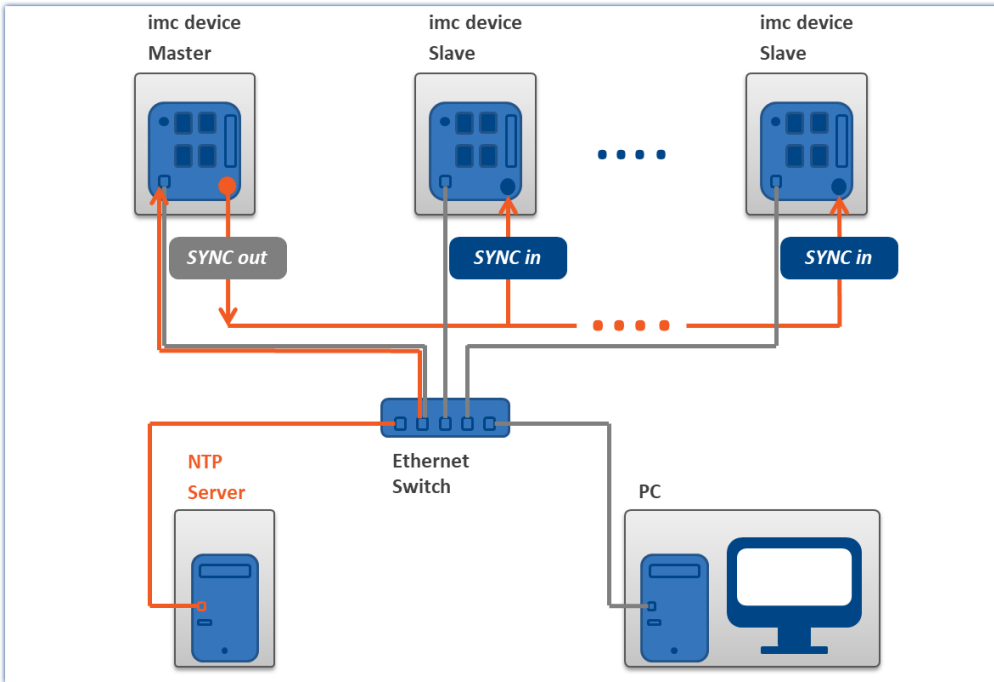 imc device
Master
imc device
Slave
imc device
Slave
SYNC out
SYNC in
SYNC in
Ethernet
Switch
NTP
Server
PC